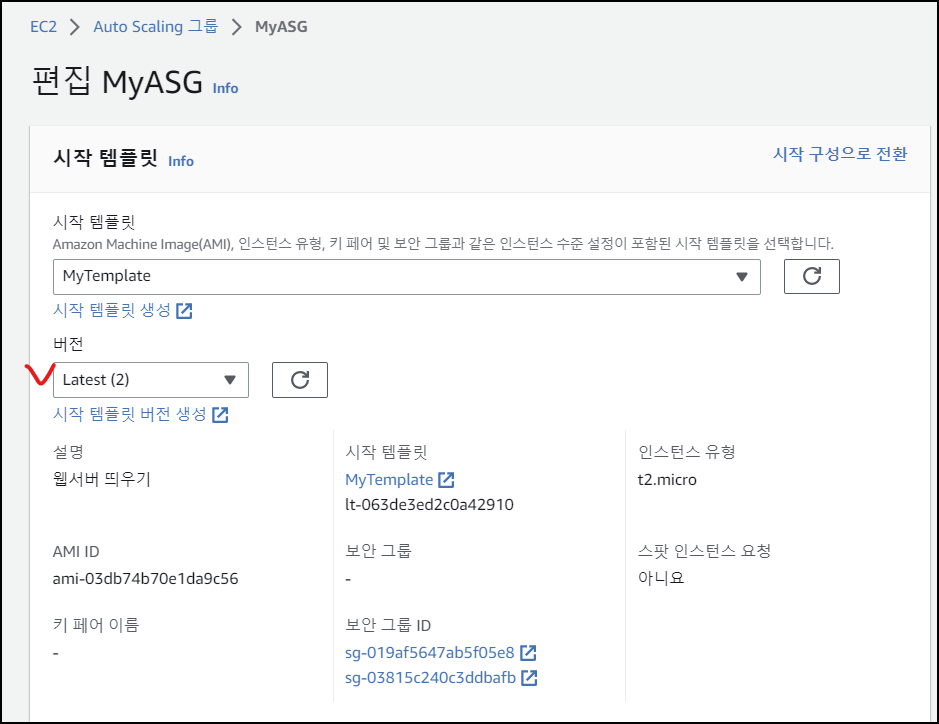 EC2 > Auto Scaling 그룹 > MyASG
편집 MyASG Info
시작 템플릿 Info
시작 구성으로 전환
시작 템플릿
Amazon Machine Image(AMI), 인스턴스 유형, 키 페어 및 보안 그룹과 같은 인스턴스 수준 설정이 포함된 시작 템플릿을 선택합니다.
MyTemplate
시작 템플릿 생성
버전
Latest (2)
시작 템플릿 버전 생성
설명
웹서버 띄우기
시작 템플릿
MyTemplate
lt-063de3ed2c0a42910
인스턴스 유형
t2.micro
AMI ID
ami-03db74b70e1da9c56
보안 그룹
-
스팟 인스턴스 요청
아니요
키 페어 이름
-
보안 그룹 ID
sg-019af5647ab5f05e8
sg-03815c240c3ddbafb